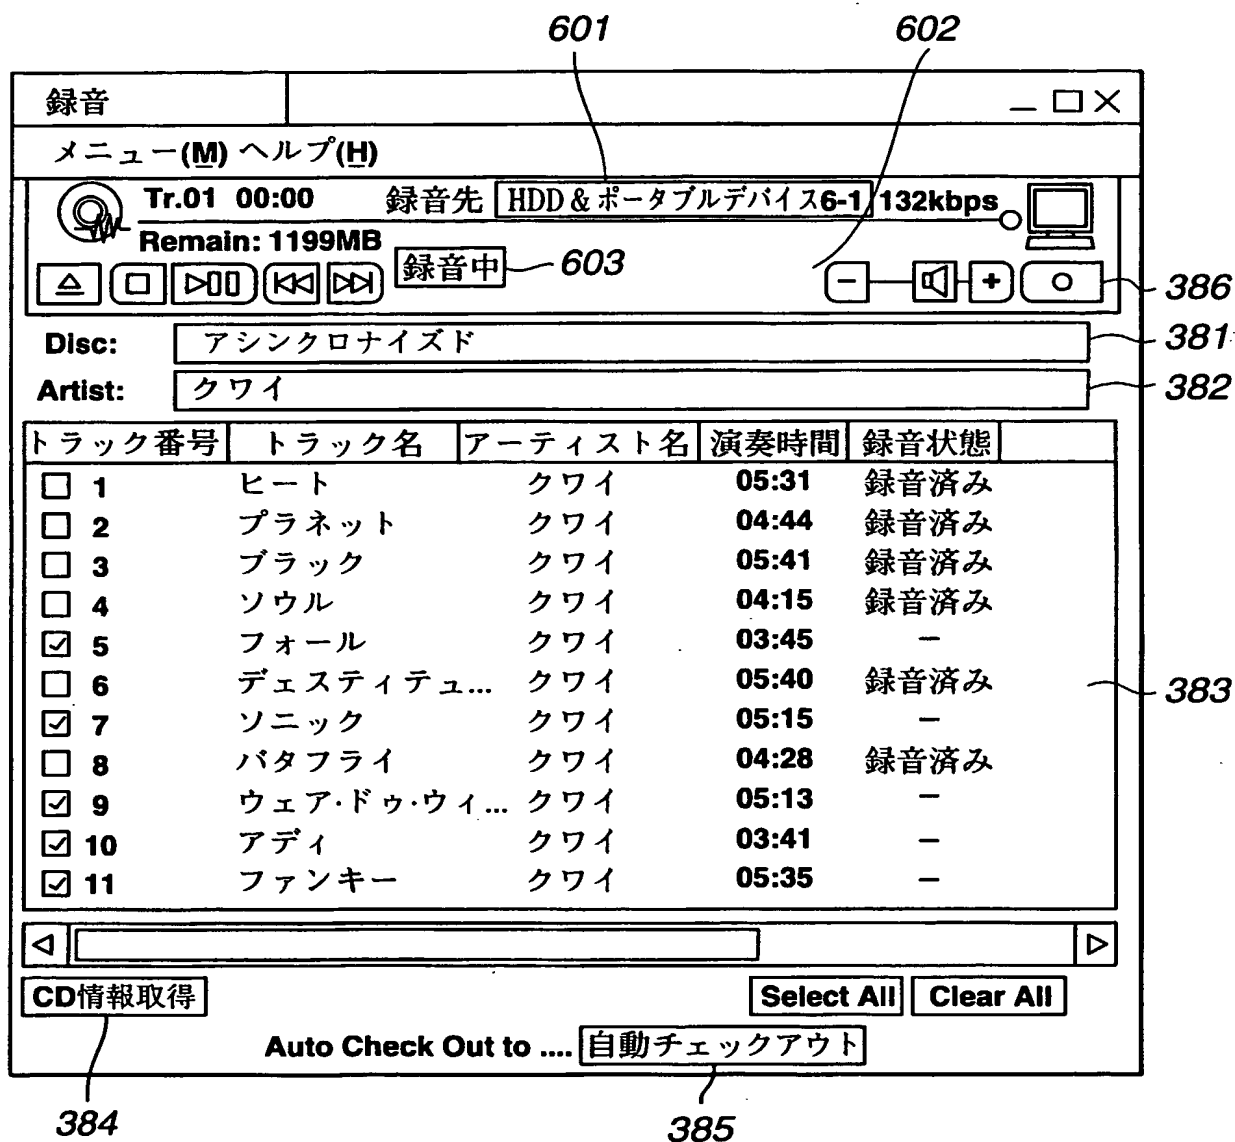 601 602
録音
メニュー(M) ヘルプ(H)
Tr.01 00:00 録音先 HDD&ポータブルデバイス6-1 132kbps
Remain: 1199MB
録音中 603
386
Disc: アシンクロナイズド 381
Artist: クワイ 382
トラック番号 トラック名 アーティスト名 演奏時間 録音状態
1 ヒート クワイ 05:31 録音済み
2 プラネット クワイ 04:44 録音済み
3 ブラック クワイ 05:41 録音済み
4 ソウル クワイ 04:15 録音済み
5 フォール クワイ 03:45 −
6 デェスティテュ... クワイ 05:40 録音済み 383
7 ソニック クワイ 05:15 −
8 バタフライ クワイ 04:28 録音済み
9 ウェア・ドゥ・ウィ... クワイ 05:13 −
10 アディ クワイ 03:41 −
11 ファンキー クワイ 05:35 −
CD情報取得 Select All Clear All
Auto Check Out to .... 自動チェックアウト
384 385